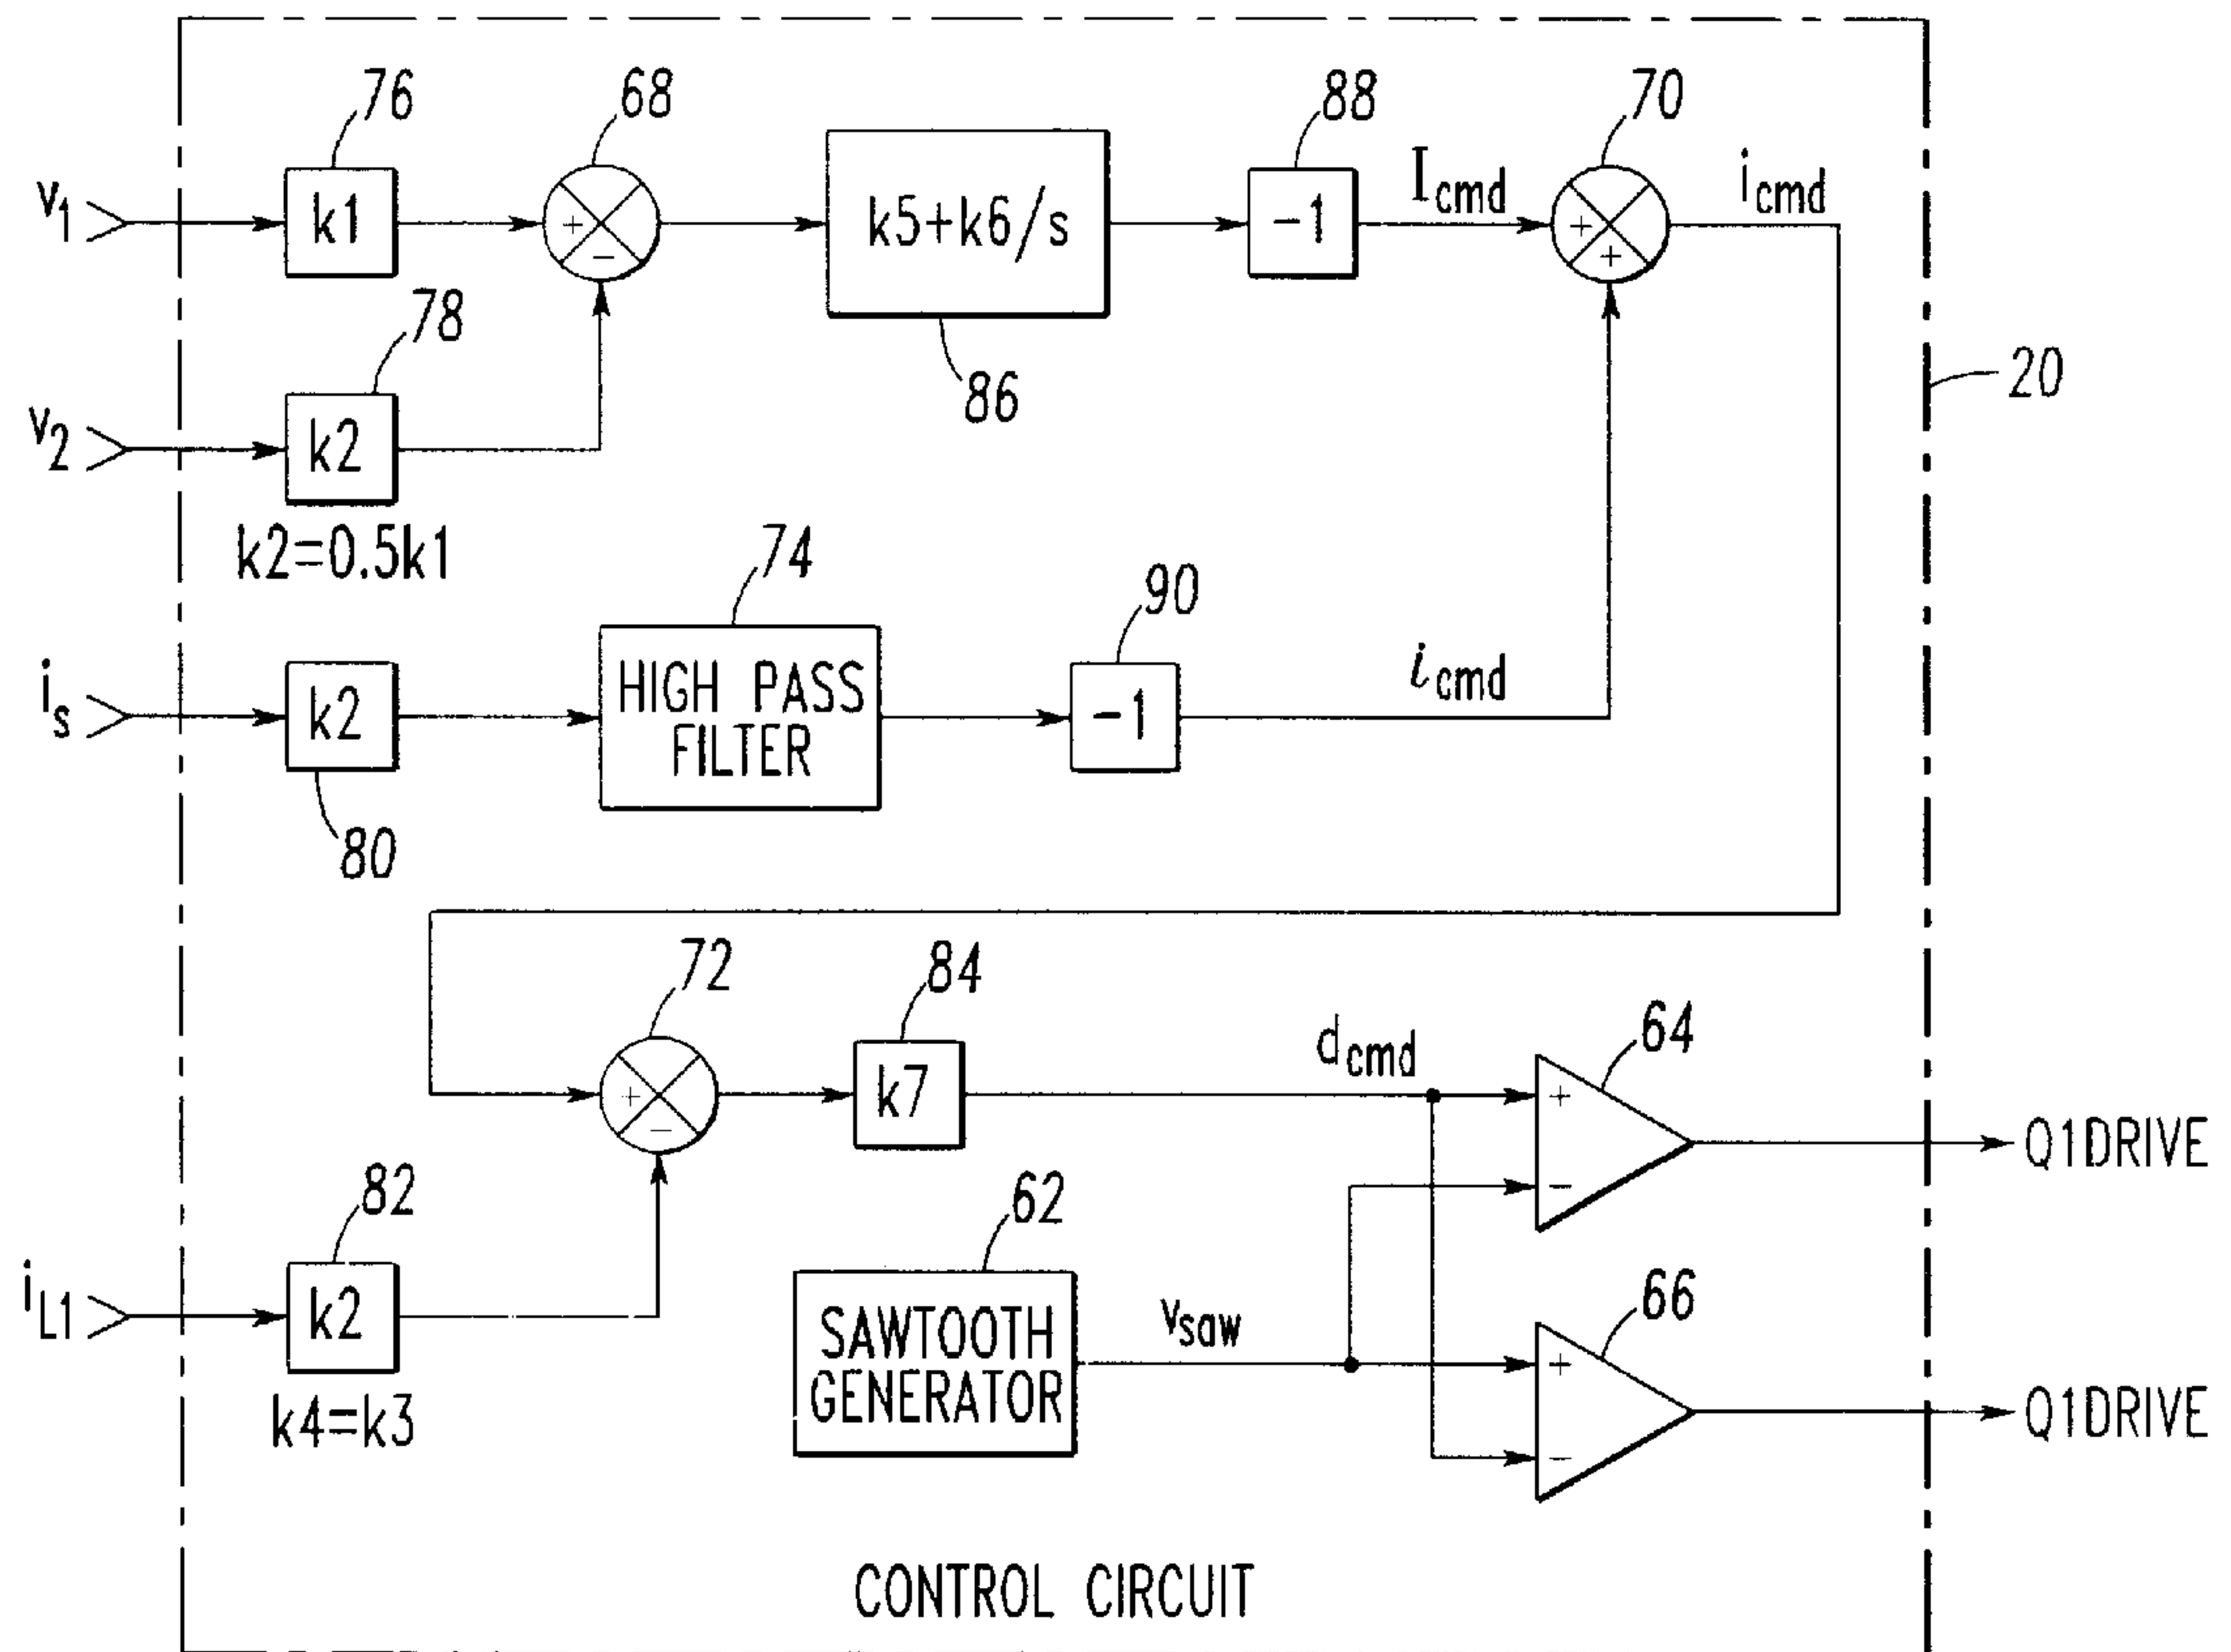 76
68
88
70
v1
k1
+
−
k5+k6/s
−1
Icmd
+
+
icmd
78
86
20
v2
k2
k2=0.5k1
74
90
is
k2
HIGH PASS
FILTER
−1
icmd
80
72
84
64
+
−
k7
dcmd
+
−
Q1DRIVE
82
62
66
iL1
k2
SAWTOOTH
GENERATOR
vsaw
+
−
Q1DRIVE
k4=k3
CONTROL CIRCUIT